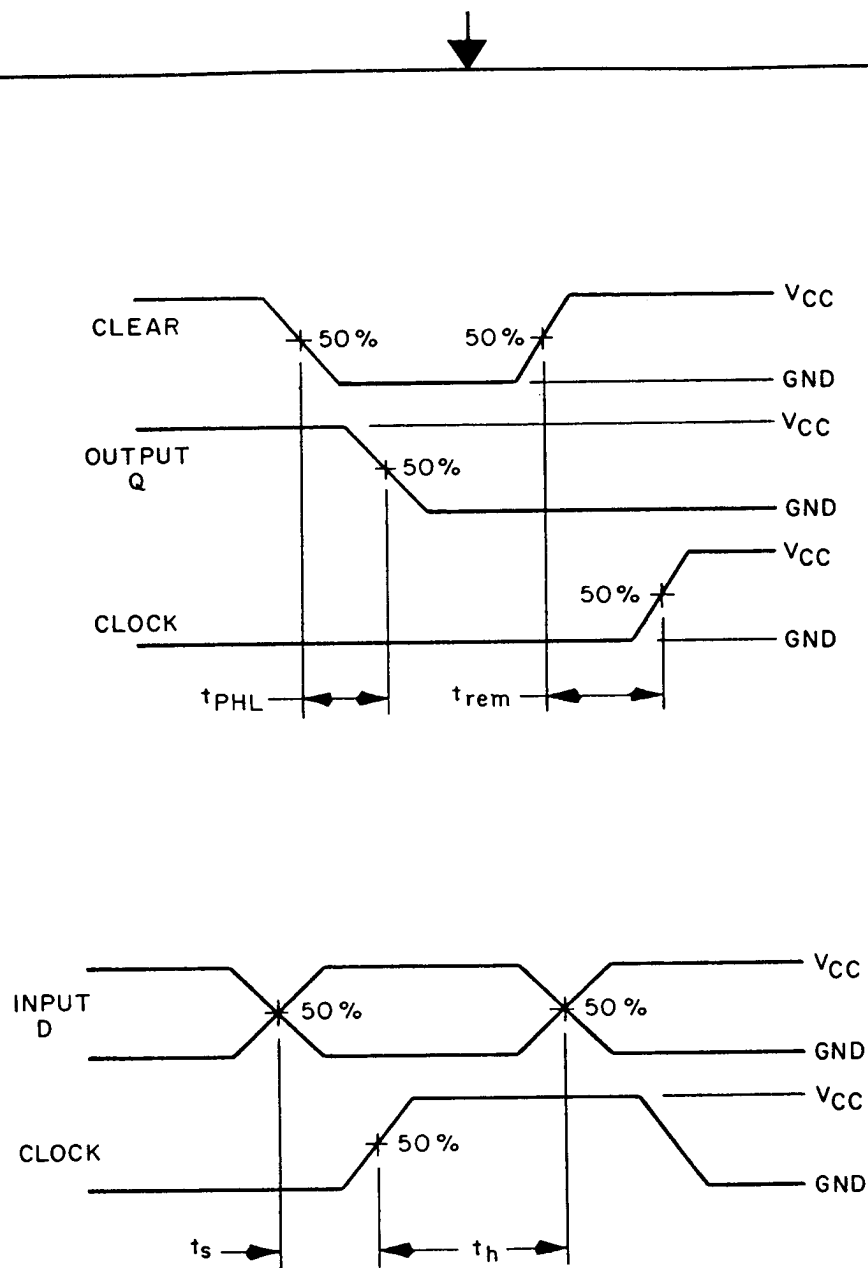 VCC
CLEAR
50%
50%
GND
VCC
OUTPUT
Q
50%
GND
VCC
50%
CLOCK
GND
tPHL
trem
VCC
INPUT
D
50%
50%
GND
VCC
50%
CLOCK
GND
ts
th